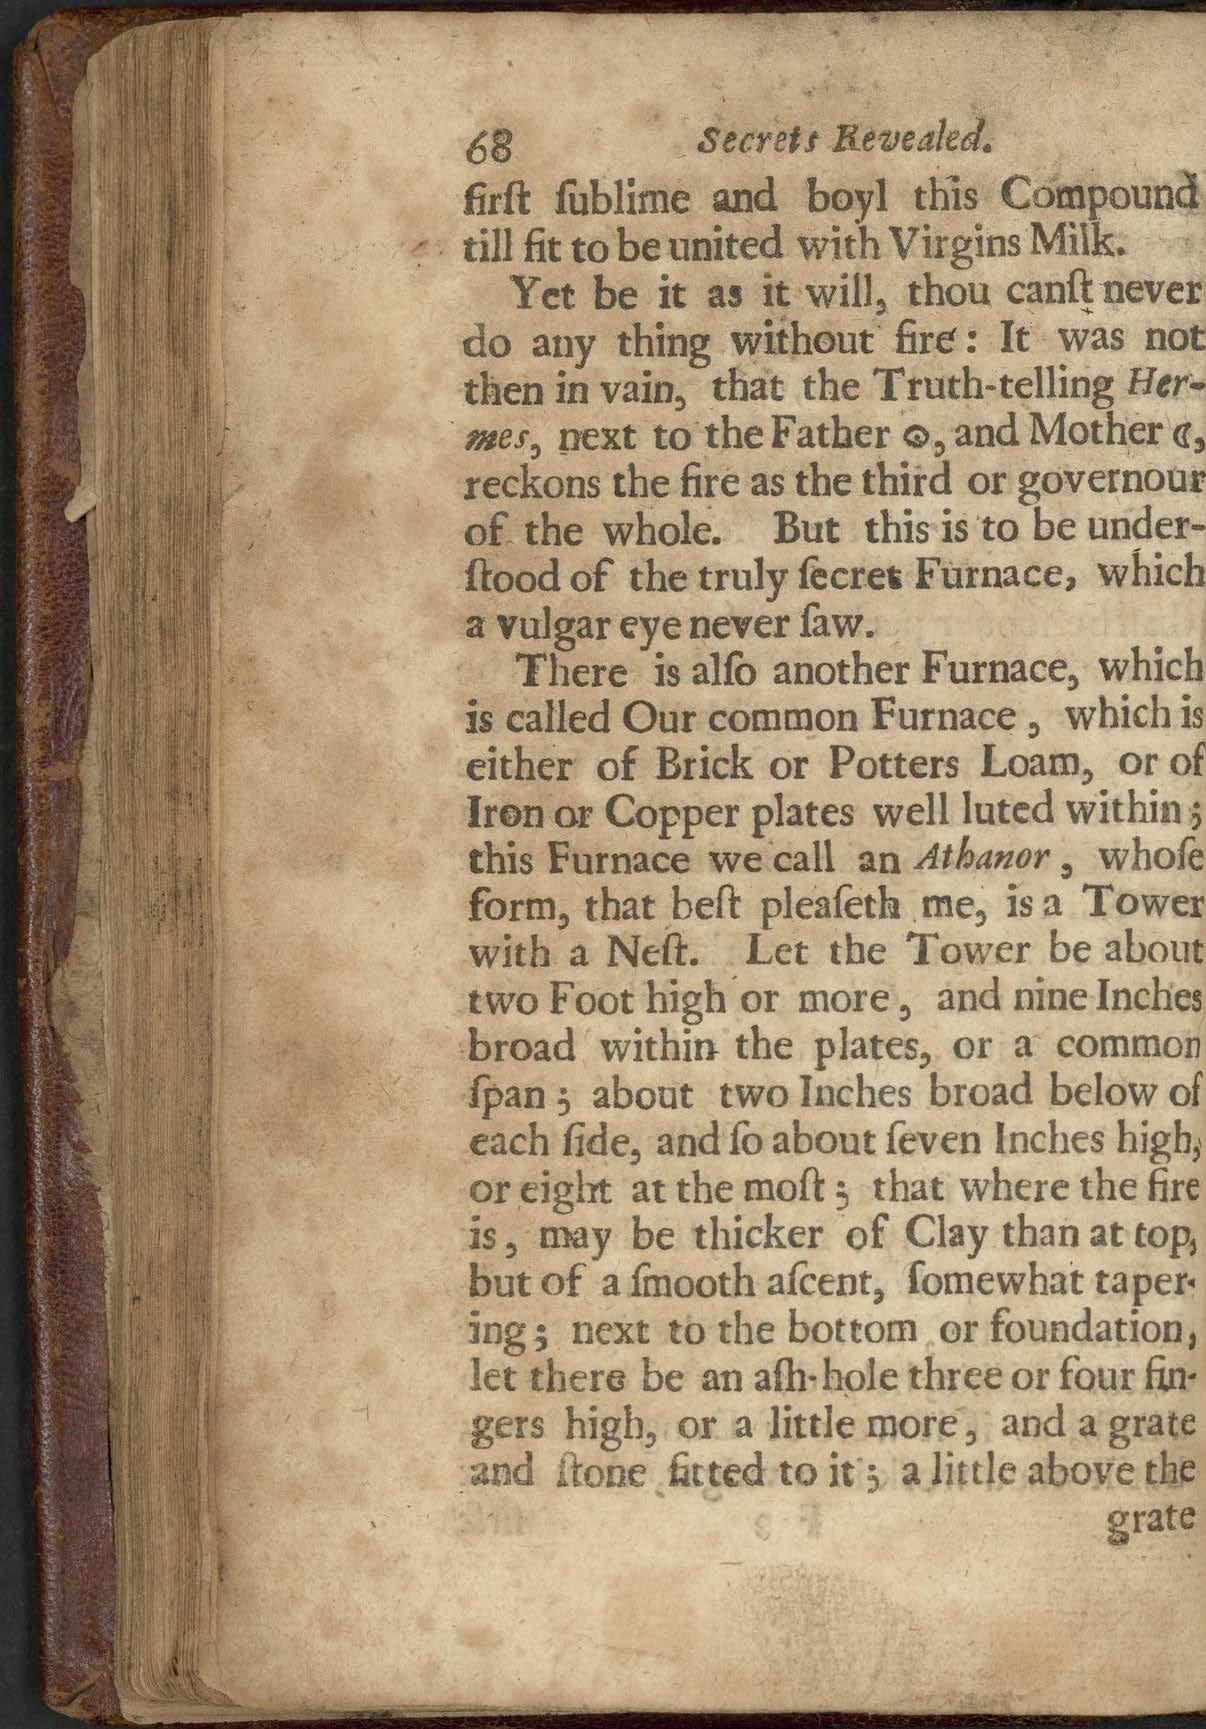 68 Secrets Revealed.
firſt ſublime and boyl this Compound
till fit to be united with Virgins Milk.
Yet be it as it will, thou canſt never
do any thing without fire: It was not
then in vain, that the Truth-telling Her-
mes, next to the Father ☉, and Mother ☾,
reckons the fire as the third or governour
of the whole. But this is to be under-
ſtood of the truly ſecret Furnace, which
a vulgar eye never ſaw.
There is alſo another Furnace, which
is called Our common Furnace, which is
either of Brick or Potters Loam, or of
Iron or Copper plates well luted within;
this Furnace we call an Athanor, whoſe
form, that beſt pleaſeth me, is a Tower
with a Neſt. Let the Tower be about
two Foot high or more, and nine Inches
broad within the plates, or a common
ſpan; about two Inches broad below of
each ſide, and ſo about ſeven Inches high,
or eight at the moſt; that where the fire
is, may be thicker of Clay than at top,
but of a ſmooth aſcent, ſomewhat taper-
ing; next to the bottom or foundation,
let there be an aſh-hole three or four fin-
gers high, or a little more, and a grate
and ſtone fitted to it; a little above the
grate